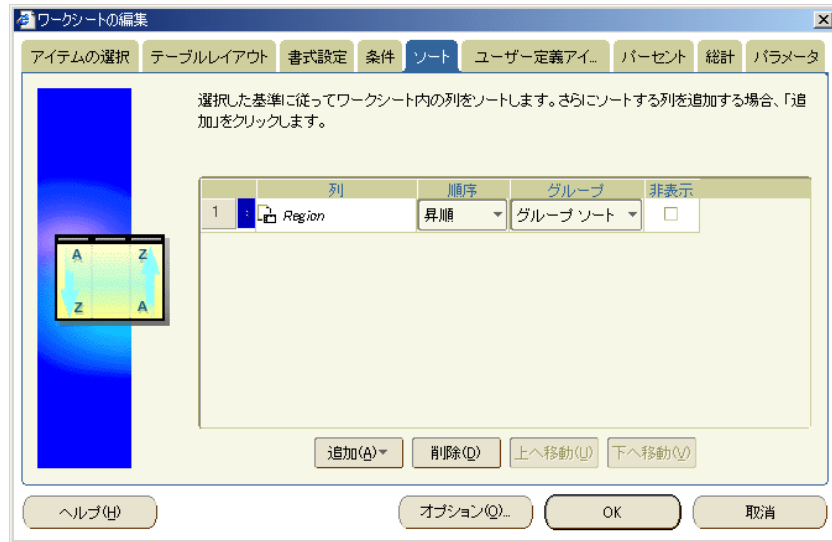 ワークシートの編集
アイテムの選択 テーブルレイアウト 書式設定 条件 ソート ユーザー定義アイ... パーセント 総計 パラメータ
選択した基準に従ってワークシート内の列をソートします。さらにソートする列を追加する場合、「追
加」をクリックします。
列 順序 グループ 非表示
1 Region 昇順 グループ ソート
A Z
Z A
追加(A) 削除(D) 上へ移動(U) 下へ移動(V)
ヘルプ(H) オプション(O)... OK 取消